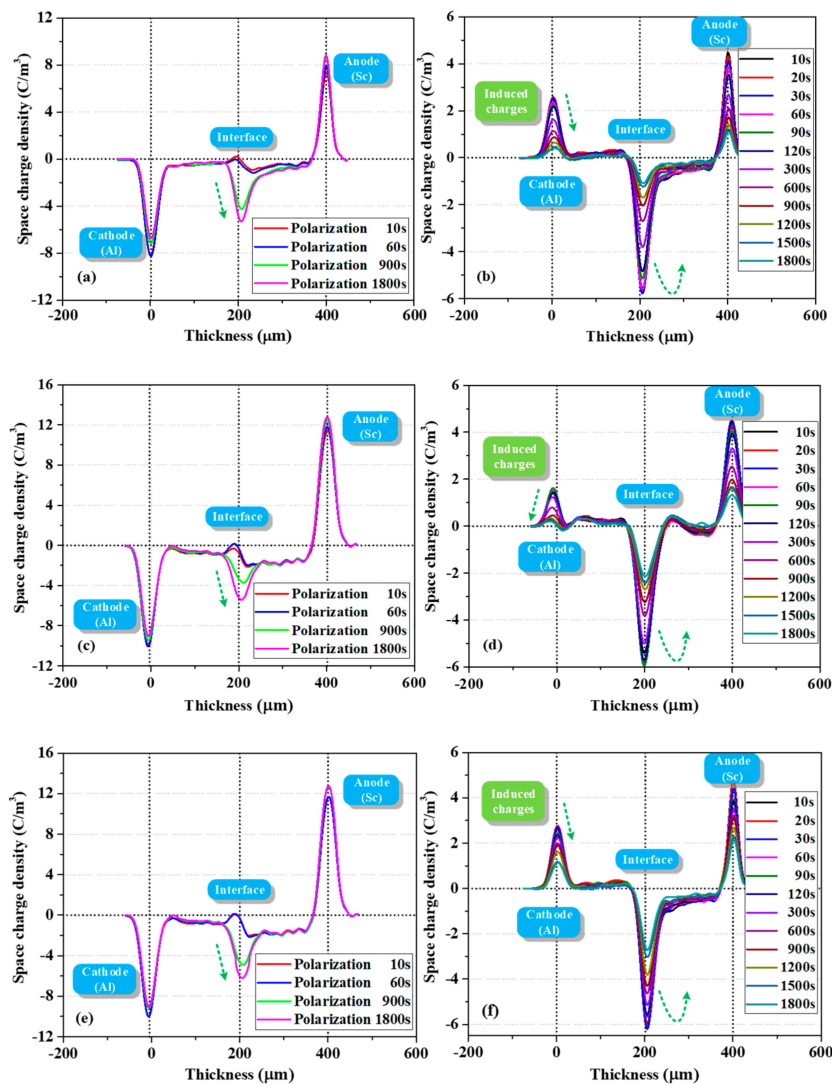 12
8
4
0
-4
-8
-12
Space charge density (C/m³)
Anode
(Sc)
Interface
Cathode
(Al)
Polarization 10s
Polarization 60s
Polarization 900s
Polarization 1800s
(a)
-200 0 200 400 600
Thickness (μm)
6
4
2
0
-2
-4
-6
Space charge density (C/m³)
Anode
(Sc)
Induced
charges
Interface
Cathode
(Al)
10s
20s
30s
60s
90s
120s
300s
600s
900s
1200s
1500s
1800s
(b)
-200 0 200 400 600
Thickness (μm)
16
12
8
4
0
-4
-8
-12
Space charge density (C/m³)
Anode
(Sc)
Interface
Cathode
(Al)
Polarization 10s
Polarization 60s
Polarization 900s
Polarization 1800s
(c)
-200 0 200 400 600
Thickness (μm)
6
4
2
0
-2
-4
-6
Space charge density (C/m³)
Anode
(Sc)
Induced
charges
Interface
Cathode
(Al)
10s
20s
30s
60s
90s
120s
300s
600s
900s
1200s
1500s
1800s
(d)
-200 0 200 400 600
Thickness (μm)
16
12
8
4
0
-4
-8
-12
Space charge density (C/m³)
Anode
(Sc)
Interface
Cathode
(Al)
Polarization 10s
Polarization 60s
Polarization 900s
Polarization 1800s
(e)
-200 0 200 400 600
Thickness (μm)
6
4
2
0
-2
-4
-6
Space charge density (C/m³)
Anode
(Sc)
Induced
charges
Interface
Cathode
(Al)
10s
20s
30s
60s
90s
120s
300s
600s
900s
1200s
1500s
1800s
(f)
-200 0 200 400 600
Thickness (μm)